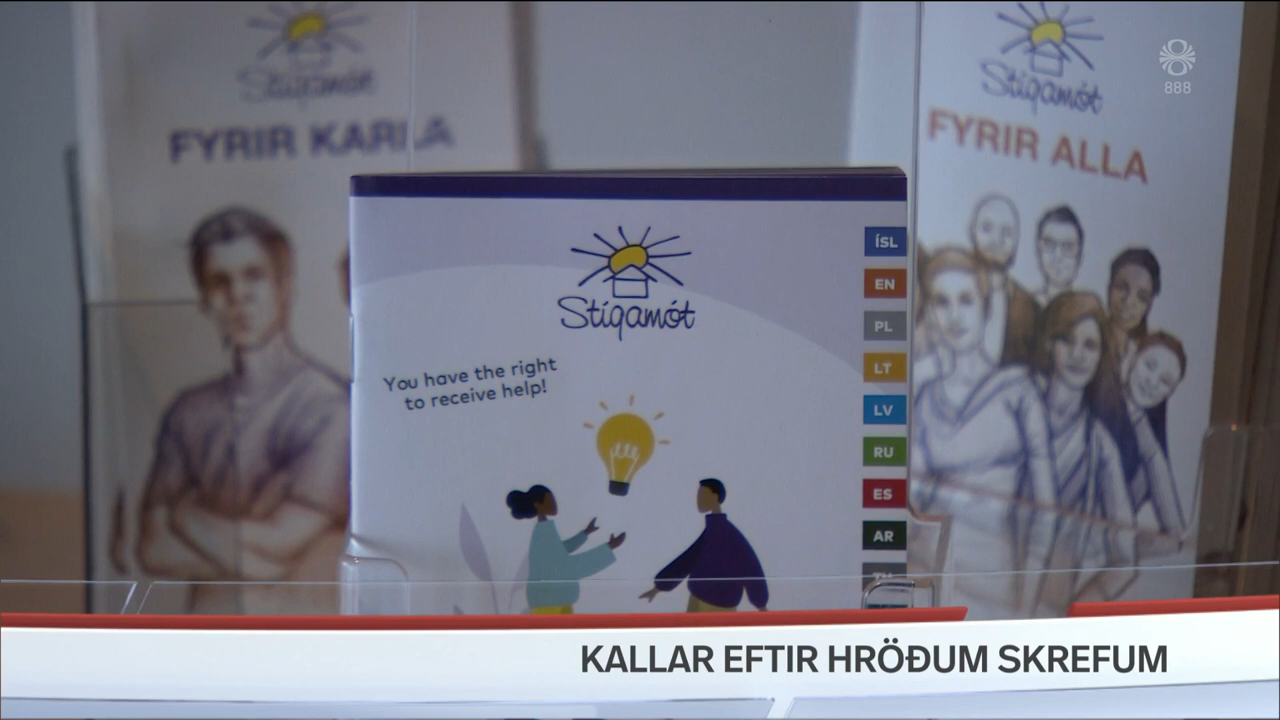 Stígamót
FYRIR KARLA
Stígamót
FYRIR ALLA
888
Stígamót
You have the right
to receive help!
ÍSL
EN
PL
LT
LV
RU
ES
AR
KALLAR EFTIR HRÖÐUM SKREFUM